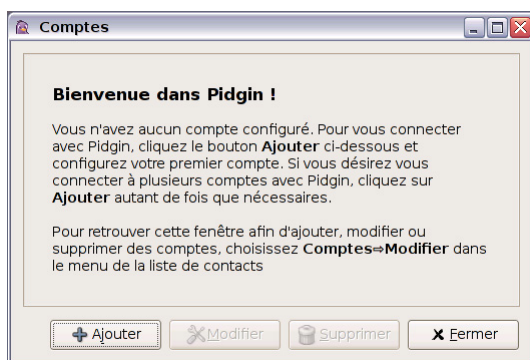 Comptes
Bienvenue dans Pidgin !
Vous n'avez aucun compte configuré. Pour vous connecter
avec Pidgin, cliquez le bouton Ajouter ci-dessous et
configurez votre premier compte. Si vous désirez vous
connecter à plusieurs comptes avec Pidgin, cliquez sur
Ajouter autant de fois que nécessaires.
Pour retrouver cette fenêtre afin d'ajouter, modifier ou
supprimer des comptes, choisissez Comptes⇨Modifier dans
le menu de la liste de contacts
Ajouter Modifier Supprimer Fermer